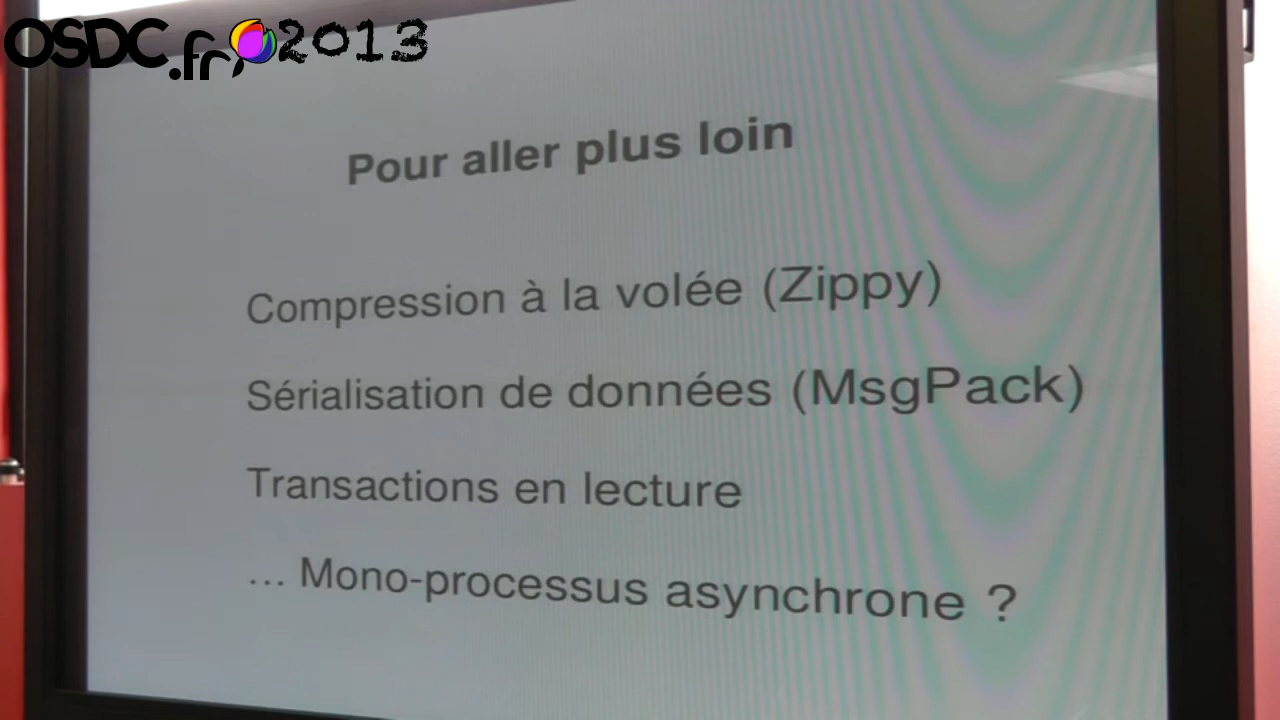 OSDC.fr 2013
Pour aller plus loin
Compression à la volée (Zippy)
Sérialisation de données (MsgPack)
Transactions en lecture
... Mono-processus asynchrone ?